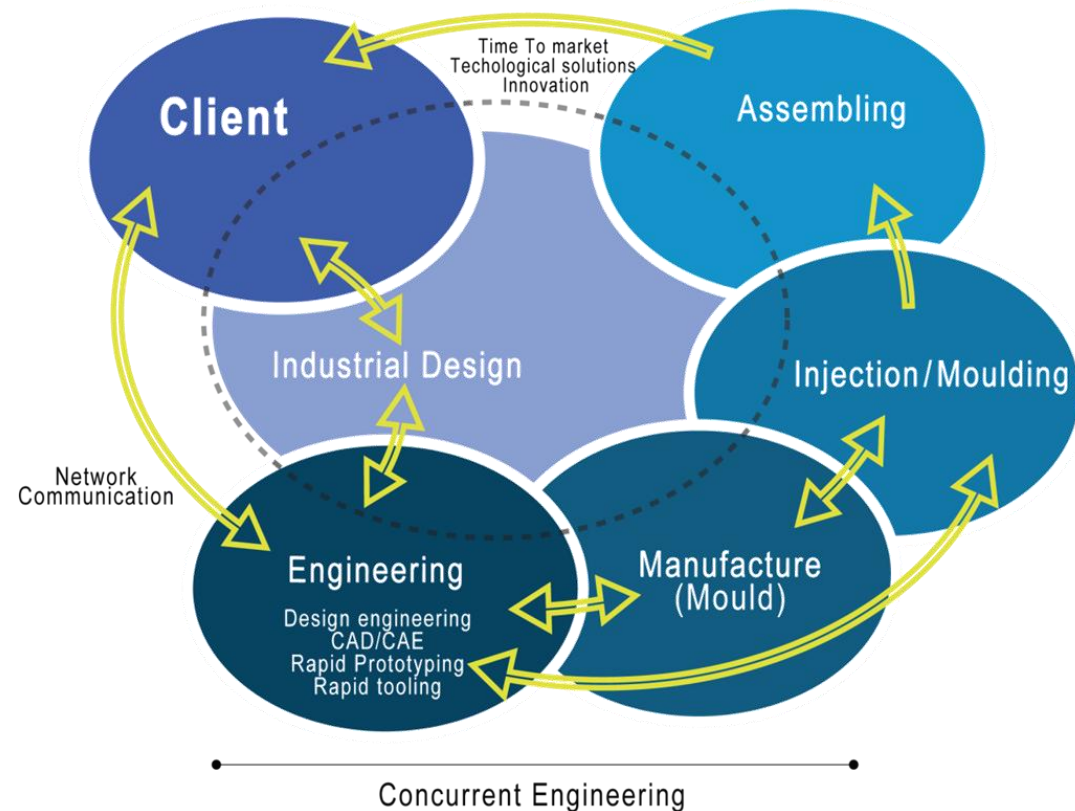 Time To market
Techological solutions
Innovation
Client
Assembling
Industrial Design
Injection/Moulding
Network
Communication
Engineering
Design engineering
CAD/CAE
Rapid Prototyping
Rapid tooling
Manufacture
(Mould)
Concurrent Engineering